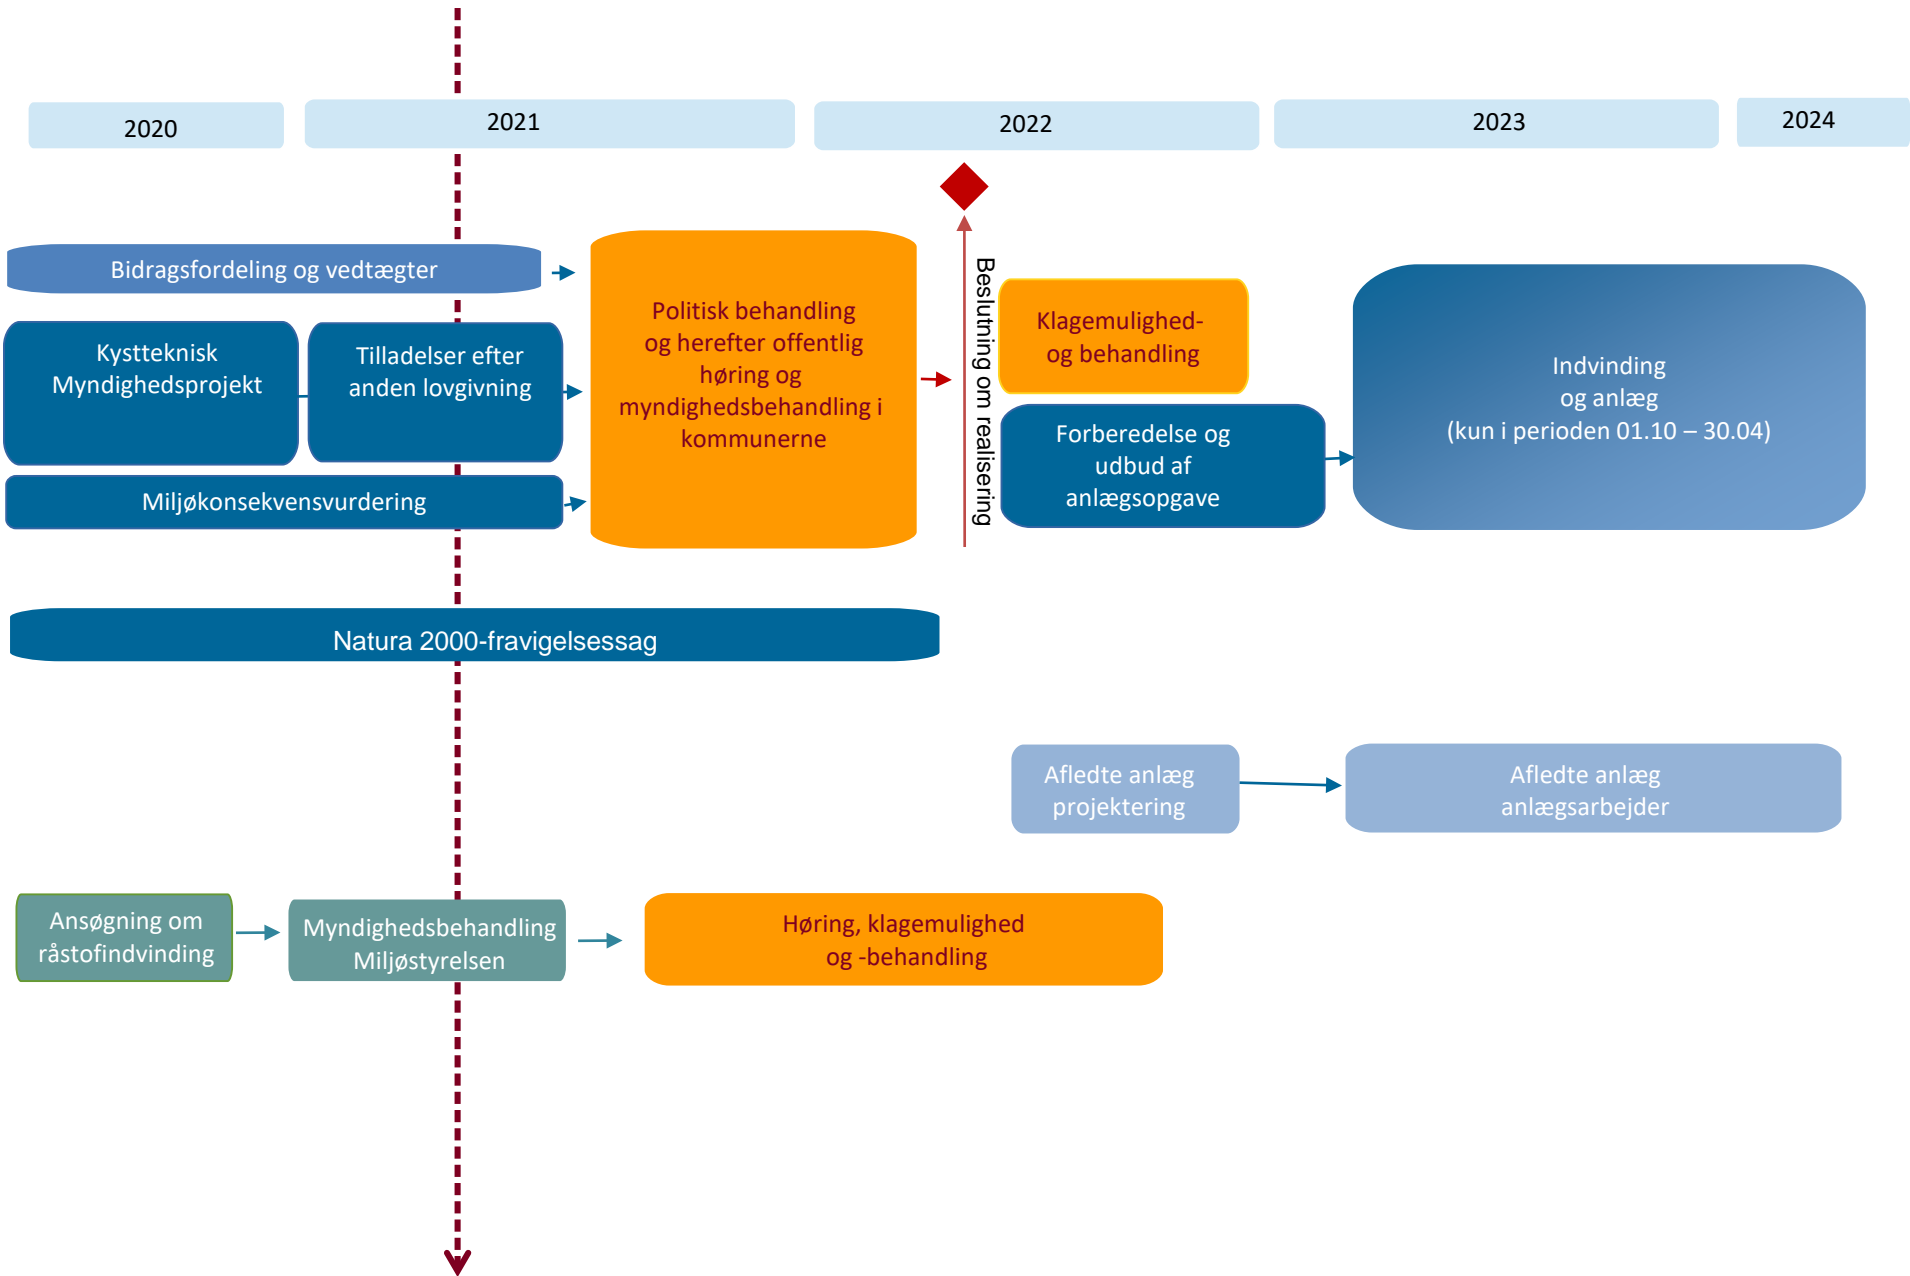 2020
2021
2022
2023
2024
Bidragsfordeling og vedtægter
Kystteknisk
Myndighedsprojekt
Tilladelser efter
anden lovgivning
Miljøkonsekvensvurdering
Politisk behandling
og herefter offentlig
høring og
myndighedsbehandling i
kommunerne
Beslutning om realisering
Klagemulighed-
og behandling
Forberedelse og
udbud af
anlægsopgave
Indvinding
og anlæg
(kun i perioden 01.10 – 30.04)
Natura 2000-fravigelsessag
Afledte anlæg
projektering
Afledte anlæg
anlægsarbejder
Ansøgning om
råstofindvinding
Myndighedsbehandling
Miljøstyrelsen
Høring, klagemulighed
og -behandling